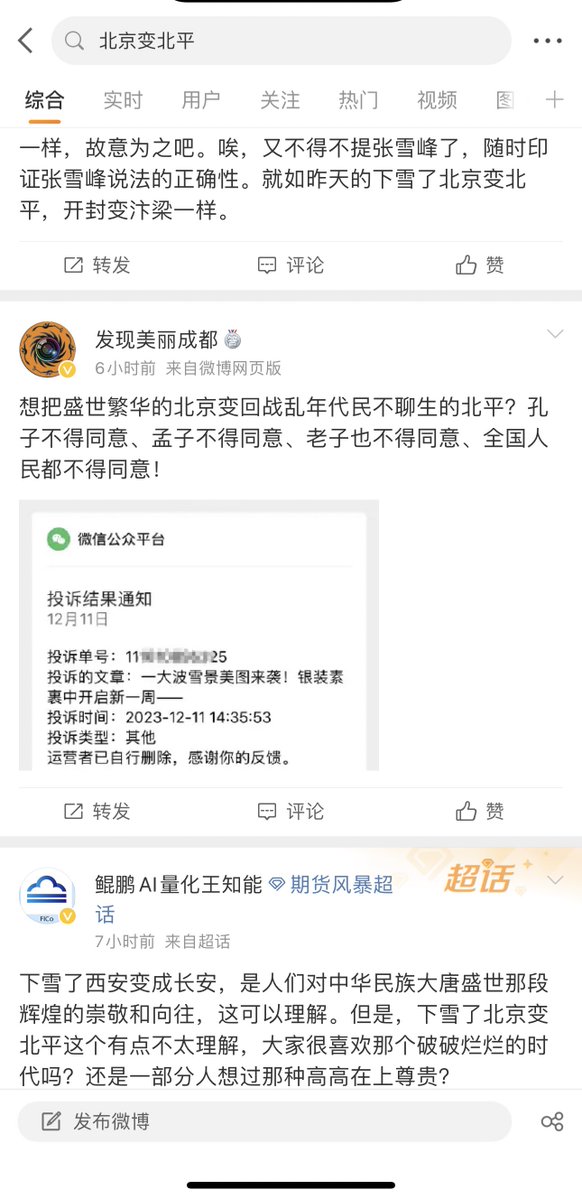 北京变北平
综合 实时 用户 关注 热门 视频 图
一样，故意为之吧。唉，又不得不提张雪峰了，随时印
证张雪峰说法的正确性。就如昨天的下雪了北京变北
平，开封变汴梁一样。
转发 评论 赞
发现美丽成都
6小时前 来自微博网页版
想把盛世繁华的北京变回战乱年代民不聊生的北平？孔
子不得同意、孟子不得同意、老子也不得同意、全国人
民都不得同意！
微信公众平台
投诉结果通知
12月11日
投诉单号：11 25
投诉的文章：一大波雪景美图来袭！银装素
裹中开启新一周——
投诉时间：2023-12-11 14:35:53
投诉类型：其他
运营者已自行删除，感谢你的反馈。
转发 评论 赞
鲲鹏AI量化王知能 期货风暴超
话
超话
FICo
7小时前 来自超话
下雪了西安变成长安，是人们对中华民族大唐盛世那段
辉煌的崇敬和向往，这可以理解。但是，下雪了北京变
北平这个有点不太理解，大家很喜欢那个破破烂烂的时
代吗？还是一部分人想过那种高高在上尊贵？
发布微博